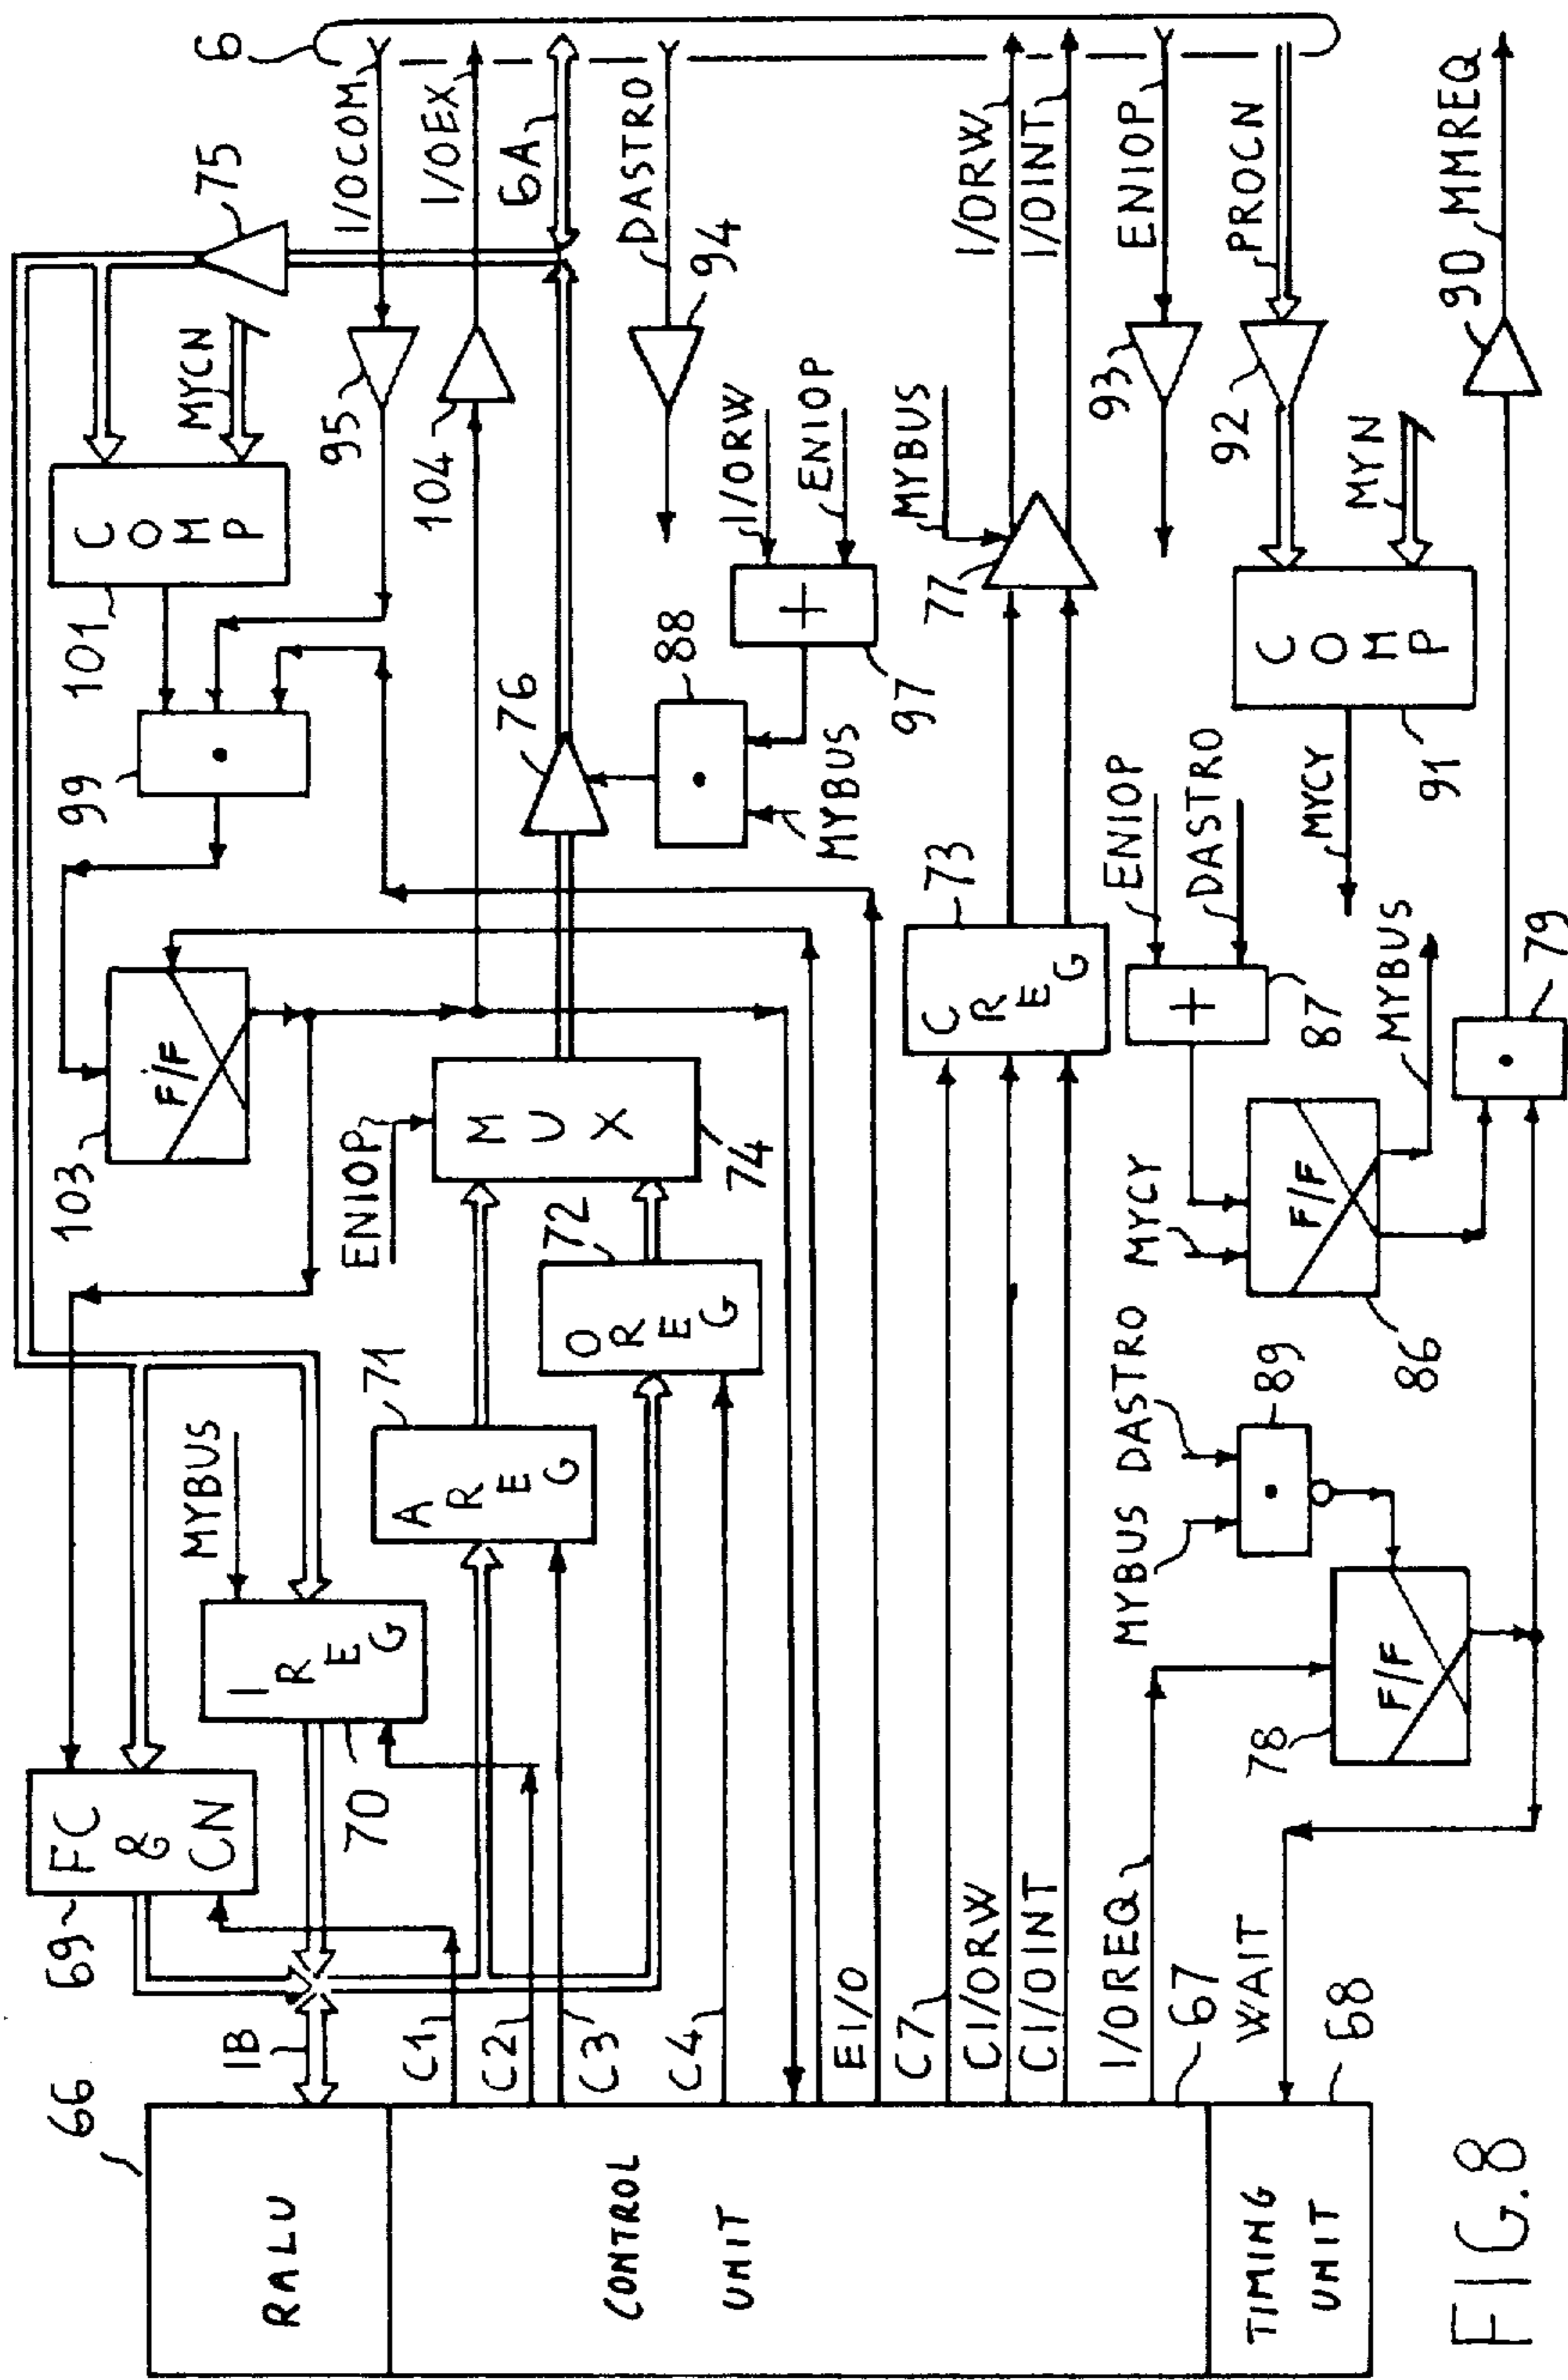 6
75
I/OCOM
I/OEX
6A
DASTRO
94
I/ORW
I/OINT
ENIOP
PROCN
90 MMREQ
MYCN
95
104
COMP
101
99
76
88
I/ORW
ENIOP
97
MYBUS
MYBUS
77
93
92
MYN
COMP
91
MYCY
103
F/F
ENIOP
MUX
74
73
CREG
ENIOP
DASTRO
87
MYBUS
79
72
OREG
71
AREG
MYCY
F/F
86
MYBUS
IREG
70
MYBUS DASTRO
89
F/F
78
69
FC
&
CN
66
IB
C1
C2
C3
C4
E I/O
C7
CI/ORW
CI/OINT
I/OREQ
67
WAIT
68
RALU
CONTROL
UNIT
TIMING
UNIT
FIG.8